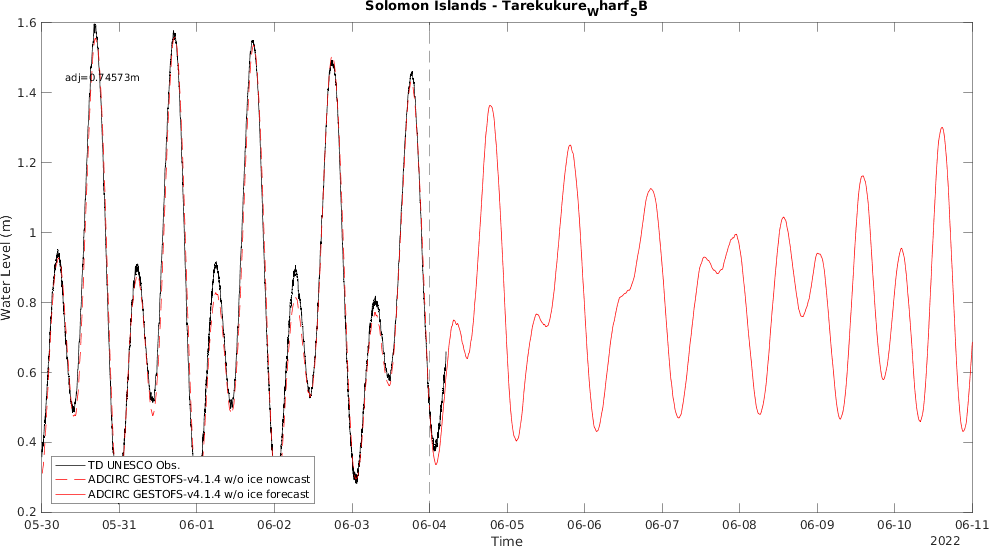 Solomon Islands - TarekukureWharfSB
adj=0.74573m
Water Level (m)
1.6
1.4
1.2
1
0.8
0.6
0.4
0.2
TD UNESCO Obs.
ADCIRC GESTOFS-v4.1.4 w/o ice nowcast
ADCIRC GESTOFS-v4.1.4 w/o ice forecast
05-30 05-31 06-01 06-02 06-03 06-04 06-05 06-06 06-07 06-08 06-09 06-10 06-11
Time
2022